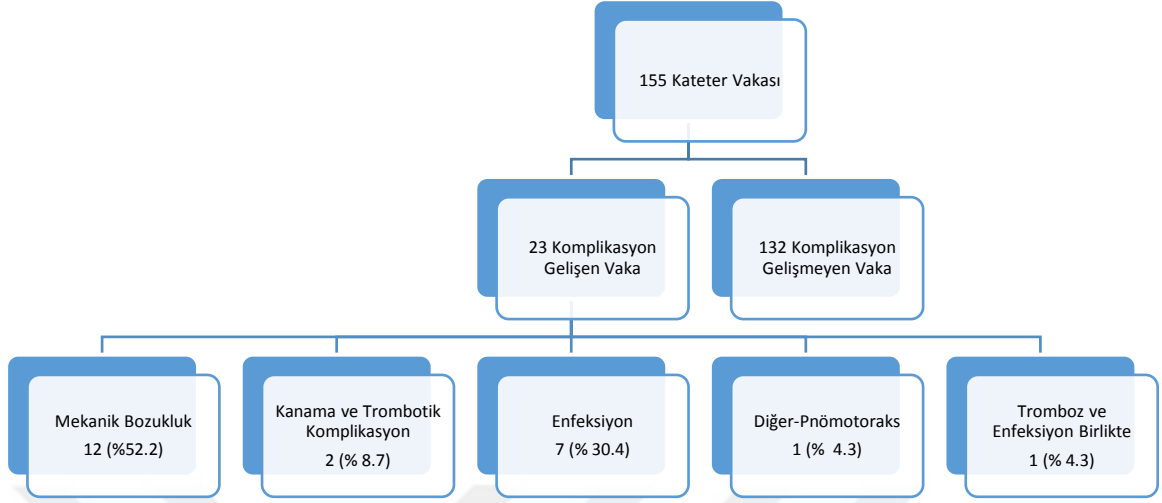 155 Kateter Vakası
23 Komplikasyon
Gelişen Vaka
132 Komplikasyon
Gelişmeyen Vaka
Mekanik Bozukluk
12 (%52.2)
Kanama ve Trombotik
Komplikasyon
2 (% 8.7)
Enfeksiyon
7 (% 30.4)
Diğer-Pnömotoraks
1 (% 4.3)
Tromboz ve
Enfeksiyon Birlikte
1 (% 4.3)